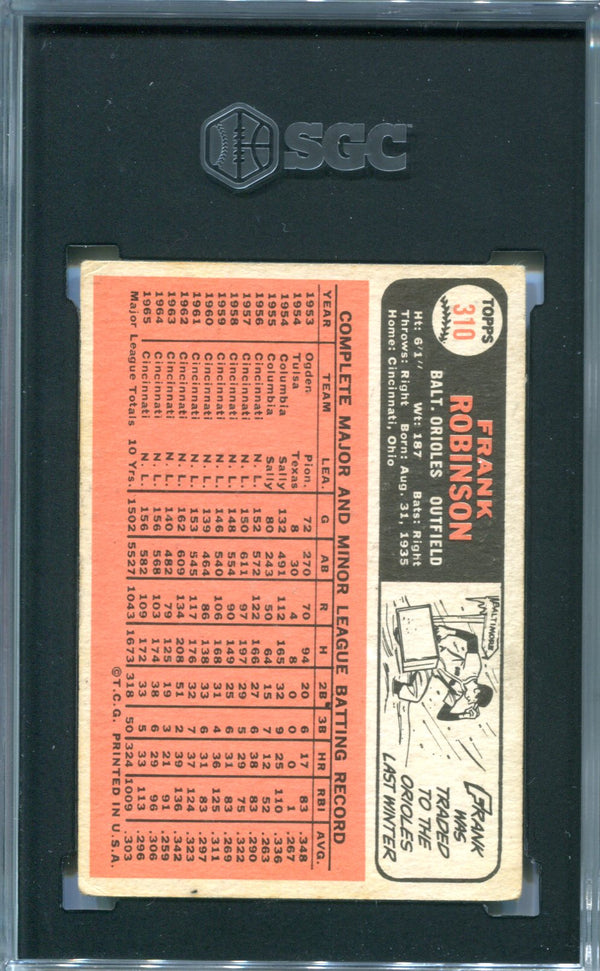 TOPPS
310
FRANK
ROBINSON
BALT. ORIOLES OUTFIELD
Ht: 6'1" Wt: 187 Bats: Right
Throws: Right Born: Aug. 31, 1935
Home: Cincinnati, Ohio
BALTIMORE
FRANK
WAS
TRADED
TO THE
ORIOLES
LAST WINTER
COMPLETE MAJOR AND MINOR LEAGUE BATTING RECORD
YEAR TEAM LEA. G AB R H 2B 3B HR RBI AVG.
1953 Ogden Pion. 72 270 70 94 20 6 17 83 .348
1954 Tulsa Texas 8 30 4 8 0 0 0 1 .267
1954 Columbia Sally 132 491 112 165 32 9 25 110 .336
1955 Columbia Sally 80 243 50 64 15 7 12 52 .263
1956 Cincinnati N. L. 152 572 122 166 27 6 38 83 .290
1957 Cincinnati N. L. 150 611 97 197 29 5 29 75 .322
1958 Cincinnati N. L. 148 554 90 149 25 6 31 83 .269
1959 Cincinnati N. L. 146 540 106 168 31 4 36 125 .311
1960 Cincinnati N. L. 139 464 86 138 33 6 31 83 .297
1961 Cincinnati N. L. 153 545 117 176 32 7 37 124 .323
1962 Cincinnati N. L. 162 609 134 208 51 2 39 136 .342
1963 Cincinnati N. L. 140 482 79 125 19 3 21 91 .259
1964 Cincinnati N. L. 156 568 103 174 38 6 29 96 .306
1965 Cincinnati N. L. 156 582 109 172 33 5 33 113 .296
Major League Totals 10 Yrs. 1502 5527 1043 1673 318 50 324 1009 .303
©T.C.G. PRINTED IN U.S.A.
SGC